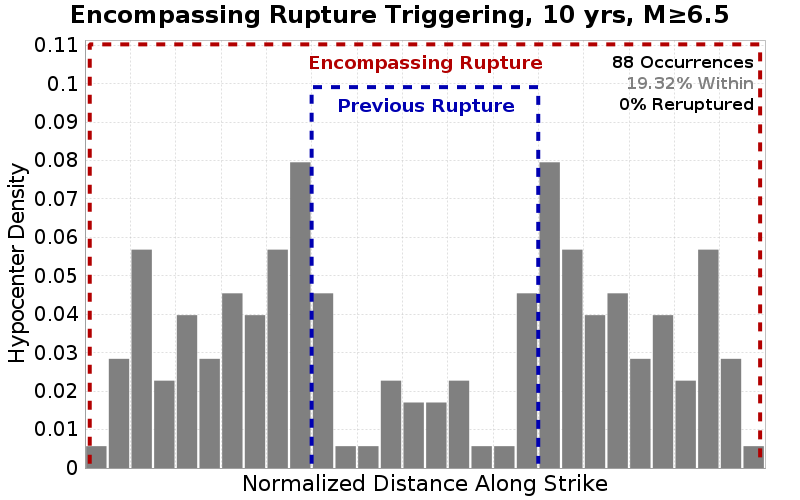 Encompassing Rupture Triggering, 10 yrs, M≥6.5
0.11
0.1
0.09
0.08
0.07
0.06
0.05
0.04
0.03
0.02
0.01
0
Hypocenter Density
Encompassing Rupture
Previous Rupture
88 Occurrences
19.32% Within
0% Reruptured
Normalized Distance Along Strike